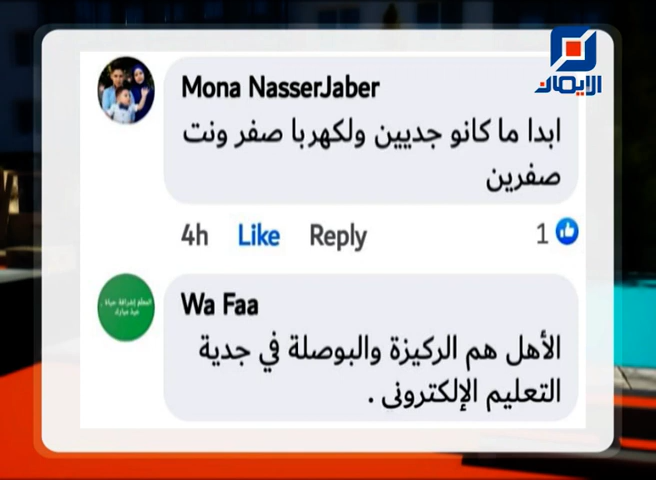 الايمان
Mona NasserJaber
ابدا ما كانو جديين ولكهربا صفر ونت
صفرين
4h Like Reply 1
Wa Faa
الأهل هم الركيزة والبوصلة في جدية
التعليم الإلكتروني .